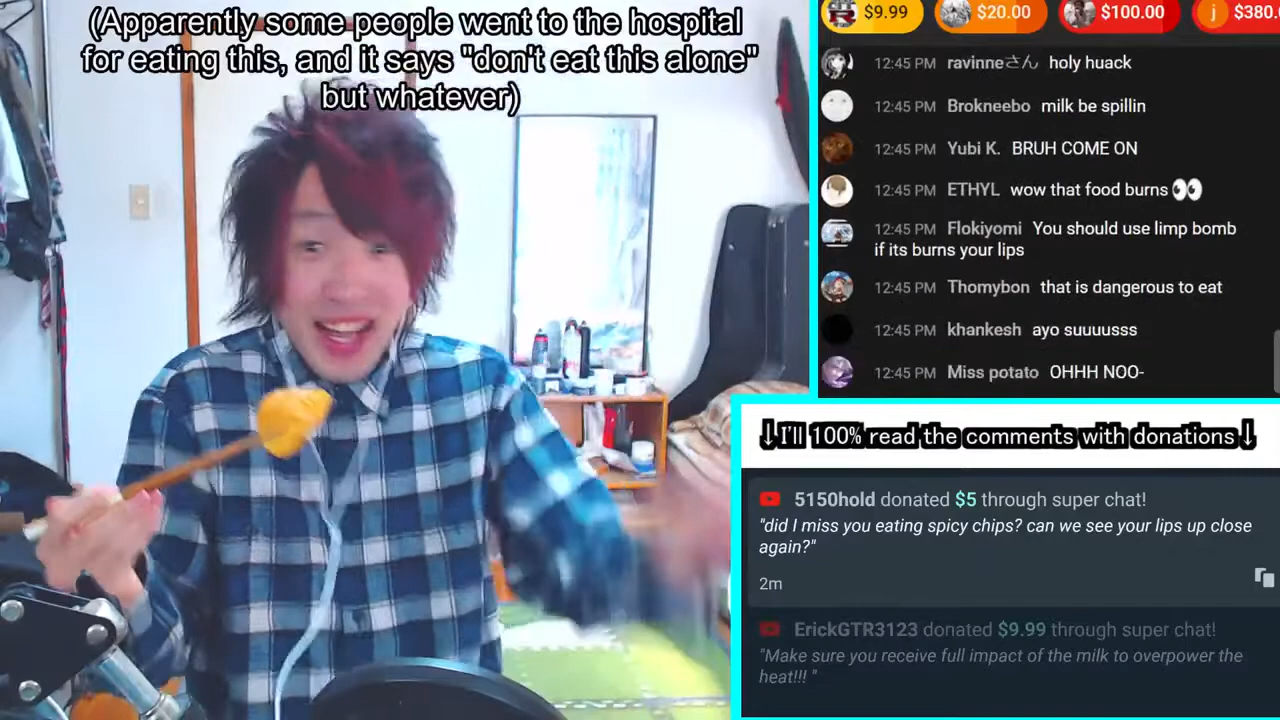 (Apparently some people went to the hospital
for eating this, and it says "don't eat this alone"
but whatever)
$9.99
$20.00
$100.00
j $380.
12:45 PM ravinneさん holy huack
12:45 PM Brokneebo milk be spillin
12:45 PM Yubi K. BRUH COME ON
12:45 PM ETHYL wow that food burns👀
12:45 PM Flokiyomi You should use limp bomb
if its burns your lips
12:45 PM Thomybon that is dangerous to eat
12:45 PM khankesh ayo suuuusss
12:45 PM Miss potato OHHH NOO-
↓I'll 100% read the comments with donations↓
5150hold donated $5 through super chat!
"did I miss you eating spicy chips? can we see your lips up close
again?"
2m
ErickGTR3123 donated $9.99 through super chat!
"Make sure you receive full impact of the milk to overpower the
heat!!! "